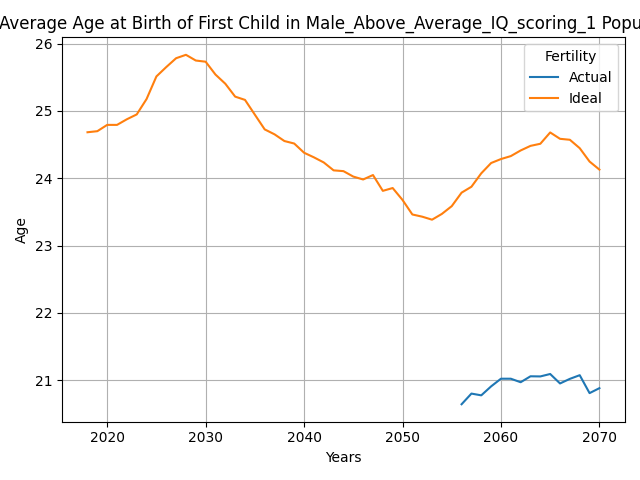 Average Age at Birth of First Child in Male_Above_Average_IQ_scoring_1 Popu
Fertility
Actual
Ideal
26
25
24
23
22
21
Age
2020 2030 2040 2050 2060 2070
Years